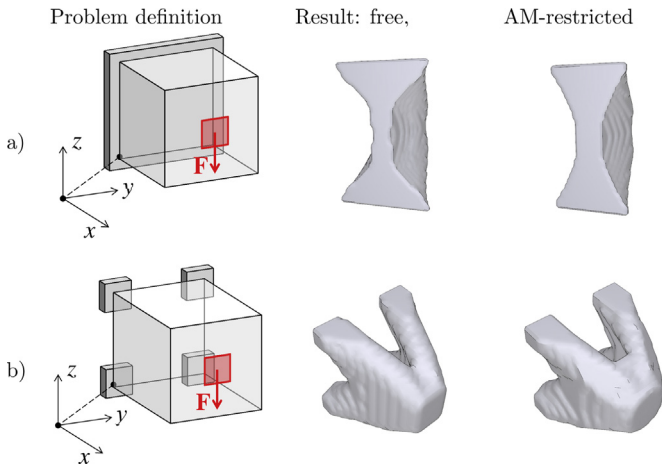 Problem definition Result: free, AM-restricted
a)
z
F
y
x
b)
z
F
y
x